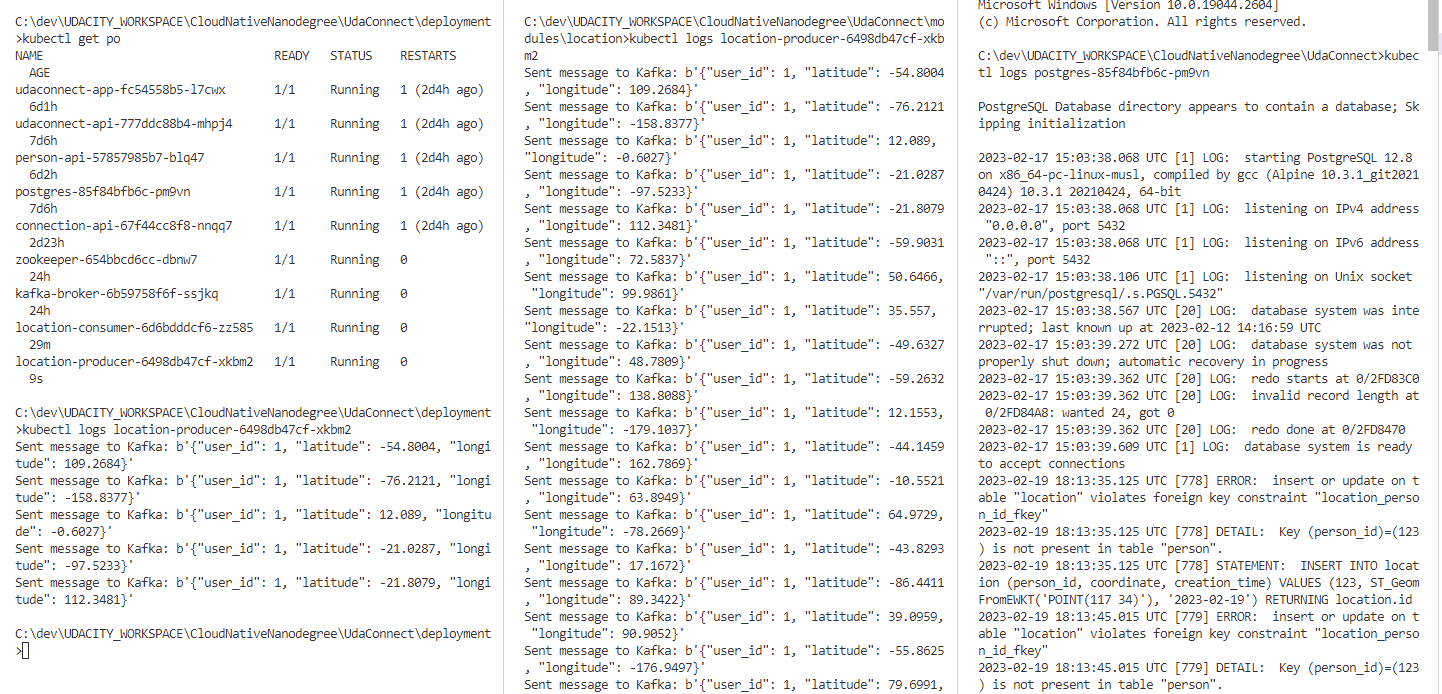 C:\dev\UDACITY_WORKSPACE\CloudNativeNanodegree\UdaConnect\deployment
>kubectl get po
NAME READY STATUS RESTARTS
AGE
udaconnect-app-fc54558b5-l7cwx 1/1 Running 1 (2d4h ago)
6d1h
udaconnect-api-777ddc88b4-mhpj4 1/1 Running 1 (2d4h ago)
7d6h
person-api-57857985b7-blq47 1/1 Running 1 (2d4h ago)
6d2h
postgres-85f84bfb6c-pm9vn 1/1 Running 1 (2d4h ago)
7d6h
connection-api-67f44cc8f8-nnqq7 1/1 Running 1 (2d4h ago)
2d23h
zookeeper-654bbcd6cc-dbnw7 1/1 Running 0
24h
kafka-broker-6b59758f6f-ssjkq 1/1 Running 0
24h
location-consumer-6d6bdddcf6-zz585 1/1 Running 0
29m
location-producer-6498db47cf-xkbm2 1/1 Running 0
9s
C:\dev\UDACITY_WORKSPACE\CloudNativeNanodegree\UdaConnect\deployment
>kubectl logs location-producer-6498db47cf-xkbm2
Sent message to Kafka: b'{"user_id": 1, "latitude": -54.8004, "longi
tude": 109.2684}'
Sent message to Kafka: b'{"user_id": 1, "latitude": -76.2121, "longi
tude": -158.8377}'
Sent message to Kafka: b'{"user_id": 1, "latitude": 12.089, "longitu
de": -0.6027}'
Sent message to Kafka: b'{"user_id": 1, "latitude": -21.0287, "longi
tude": -97.5233}'
Sent message to Kafka: b'{"user_id": 1, "latitude": -21.8079, "longi
tude": 112.3481}'
C:\dev\UDACITY_WORKSPACE\CloudNativeNanodegree\UdaConnect\deployment
>
C:\dev\UDACITY_WORKSPACE\CloudNativeNanodegree\UdaConnect\mo
dules\location>kubectl logs location-producer-6498db47cf-xkb
m2
Sent message to Kafka: b'{"user_id": 1, "latitude": -54.8004
, "longitude": 109.2684}'
Sent message to Kafka: b'{"user_id": 1, "latitude": -76.2121
, "longitude": -158.8377}'
Sent message to Kafka: b'{"user_id": 1, "latitude": 12.089, 
"longitude": -0.6027}'
Sent message to Kafka: b'{"user_id": 1, "latitude": -21.0287
, "longitude": -97.5233}'
Sent message to Kafka: b'{"user_id": 1, "latitude": -21.8079
, "longitude": 112.3481}'
Sent message to Kafka: b'{"user_id": 1, "latitude": -59.9031
, "longitude": 72.5837}'
Sent message to Kafka: b'{"user_id": 1, "latitude": 50.6466,
"longitude": 99.9861}'
Sent message to Kafka: b'{"user_id": 1, "latitude": 35.557, 
"longitude": -22.1513}'
Sent message to Kafka: b'{"user_id": 1, "latitude": -49.6327
, "longitude": 48.7809}'
Sent message to Kafka: b'{"user_id": 1, "latitude": -59.2632
, "longitude": 138.8088}'
Sent message to Kafka: b'{"user_id": 1, "latitude": 12.1553,
"longitude": -179.1037}'
Sent message to Kafka: b'{"user_id": 1, "latitude": -44.1459
, "longitude": 162.7869}'
Sent message to Kafka: b'{"user_id": 1, "latitude": -10.5521
, "longitude": 63.8949}'
Sent message to Kafka: b'{"user_id": 1, "latitude": 64.9729,
"longitude": -78.2669}'
Sent message to Kafka: b'{"user_id": 1, "latitude": -43.8293
, "longitude": 17.1672}'
Sent message to Kafka: b'{"user_id": 1, "latitude": -86.4411
, "longitude": 89.3422}'
Sent message to Kafka: b'{"user_id": 1, "latitude": 39.0959,
"longitude": 90.9052}'
Sent message to Kafka: b'{"user_id": 1, "latitude": -55.8625
, "longitude": -176.9497}'
Sent message to Kafka: b'{"user_id": 1, "latitude": 79.6991,
Microsoft Windows [Version 10.0.19044.2604]
(c) Microsoft Corporation. All rights reserved.
C:\dev\UDACITY_WORKSPACE\CloudNativeNanodegree\UdaConnect>kubec
tl logs postgres-85f84bfb6c-pm9vn
PostgreSQL Database directory appears to contain a database; Sk
ipping initialization
2023-02-17 15:03:38.068 UTC [1] LOG:  starting PostgreSQL 12.8
on x86_64-pc-linux-musl, compiled by gcc (Alpine 10.3.1_git2021
0424) 10.3.1 20210424, 64-bit
2023-02-17 15:03:38.068 UTC [1] LOG:  listening on IPv4 address
"0.0.0.0", port 5432
2023-02-17 15:03:38.068 UTC [1] LOG:  listening on IPv6 address
"::", port 5432
2023-02-17 15:03:38.106 UTC [1] LOG:  listening on Unix socket
"/var/run/postgresql/.s.PGSQL.5432"
2023-02-17 15:03:38.567 UTC [20] LOG:  database system was inte
rrupted; last known up at 2023-02-12 14:16:59 UTC
2023-02-17 15:03:39.272 UTC [20] LOG:  database system was not
properly shut down; automatic recovery in progress
2023-02-17 15:03:39.362 UTC [20] LOG:  redo starts at 0/2FD83C0
2023-02-17 15:03:39.362 UTC [20] LOG:  invalid record length at
0/2FD84A8: wanted 24, got 0
2023-02-17 15:03:39.362 UTC [20] LOG:  redo done at 0/2FD8470
2023-02-17 15:03:39.609 UTC [1] LOG:  database system is ready
to accept connections
2023-02-19 18:13:35.125 UTC [778] ERROR:  insert or update on t
able "location" violates foreign key constraint "location_perso
n_id_fkey"
2023-02-19 18:13:35.125 UTC [778] DETAIL:  Key (person_id)=(123
) is not present in table "person".
2023-02-19 18:13:35.125 UTC [778] STATEMENT:  INSERT INTO locat
ion (person_id, coordinate, creation_time) VALUES (123, ST_Geom
FromEWKT('POINT(117 34)'), '2023-02-19') RETURNING location.id
2023-02-19 18:13:45.015 UTC [779] ERROR:  insert or update on t
able "location" violates foreign key constraint "location_perso
n_id_fkey"
2023-02-19 18:13:45.015 UTC [779] DETAIL:  Key (person_id)=(123
) is not present in table "person".